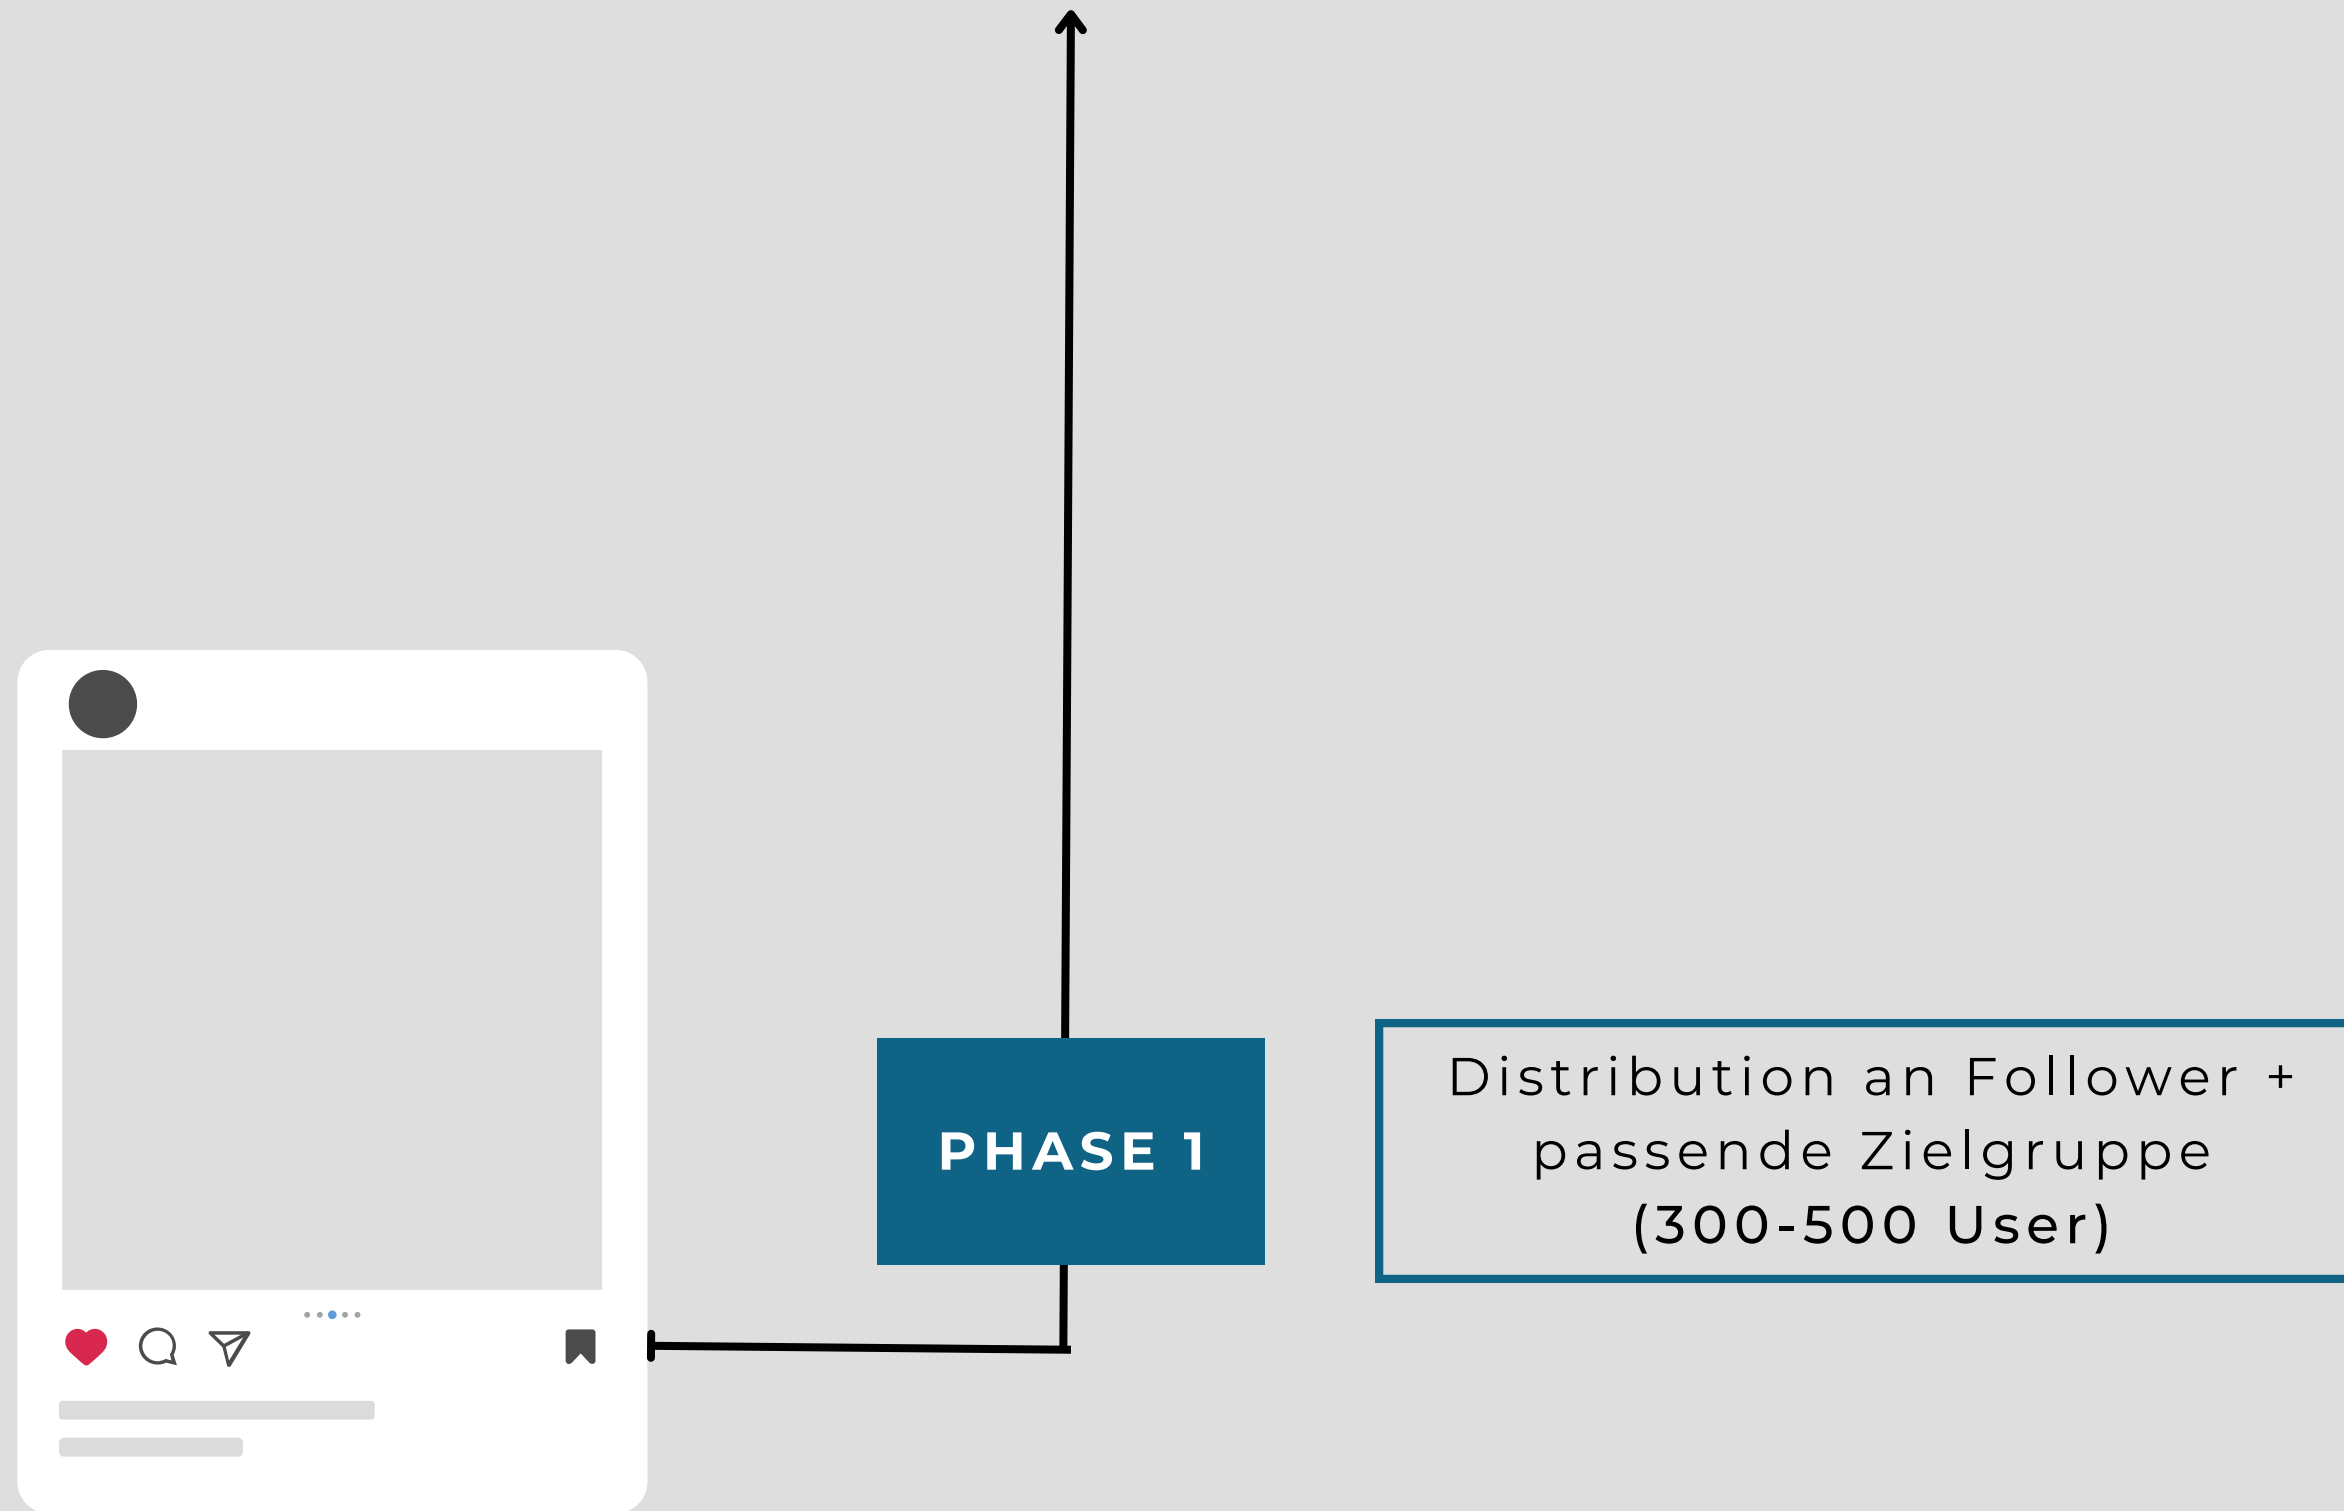 PHASE 1
Distribution an Follower +
passende Zielgruppe
(300-500 User)